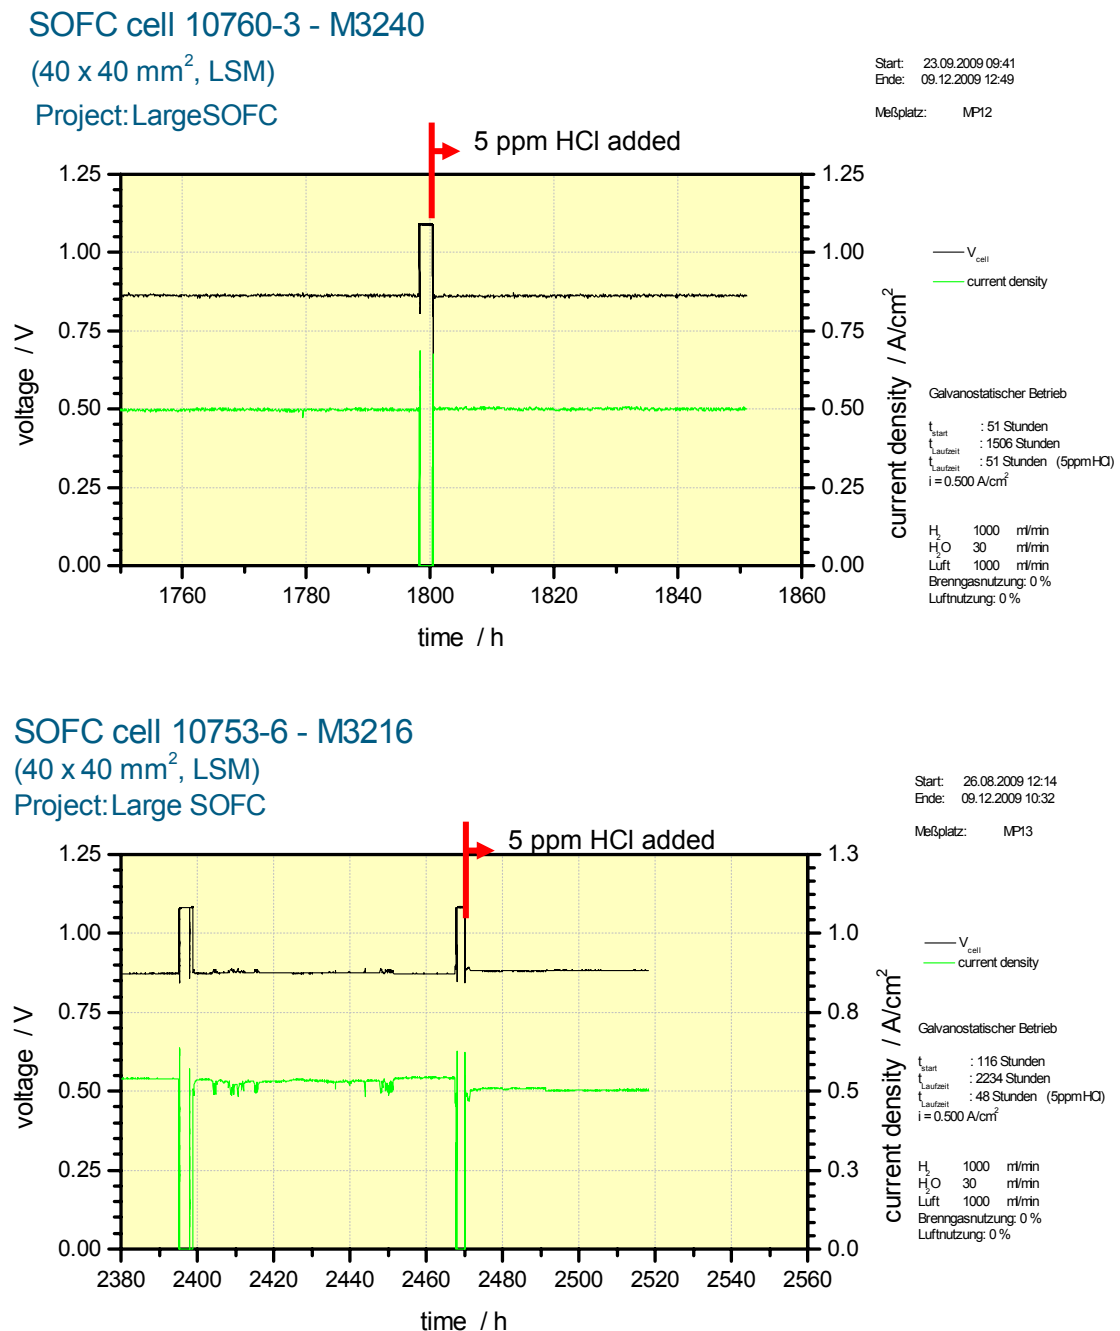 SOFC cell 10760-3 - M3240
(40 x 40 mm², LSM)
Project: LargeSOFC
Start: 23.09.2009 09:41
Ende: 09.12.2009 12:49
Meßplatz: MP12
5 ppm HCl added
1.25
1.00
0.75
0.50
0.25
0.00
voltage / V
1.25
1.00
0.75
0.50
0.25
0.00
current density / A/cm²
1760 1780 1800 1820 1840 1860
time / h
V cell
current density
Galvanostatischer Betrieb
t start : 51 Stunden
t Laufzeit : 1506 Stunden
t Laufzeit : 51 Stunden (5ppm HCl)
i = 0.500 A/cm²
H₂ 1000 ml/min
H₂O 30 ml/min
Luft 1000 ml/min
Brenngasnutzung: 0 %
Luftnutzung: 0 %
SOFC cell 10753-6 - M3216
(40 x 40 mm², LSM)
Project: Large SOFC
Start: 26.08.2009 12:14
Ende: 09.12.2009 10:32
Meßplatz: MP13
5 ppm HCl added
1.25
1.00
0.75
0.50
0.25
0.00
voltage / V
1.3
1.0
0.8
0.5
0.3
0.0
current density / A/cm²
2380 2400 2420 2440 2460 2480 2500 2520 2540 2560
time / h
V cell
current density
Galvanostatischer Betrieb
t start : 116 Stunden
t Laufzeit : 2234 Stunden
t Laufzeit : 48 Stunden (5ppm HCl)
i = 0.500 A/cm²
H₂ 1000 ml/min
H₂O 30 ml/min
Luft 1000 ml/min
Brenngasnutzung: 0 %
Luftnutzung: 0 %